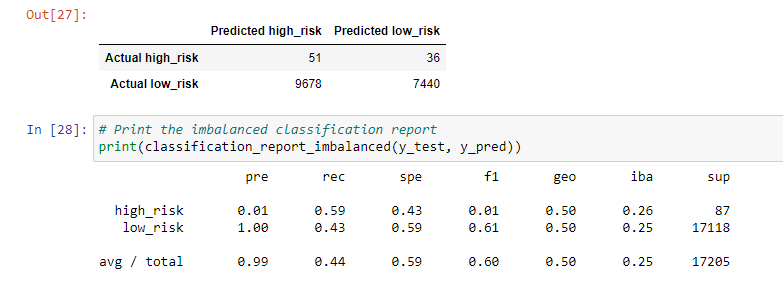 Out[27]:
Predicted high_risk Predicted low_risk
Actual high_risk 51 36
Actual low_risk 9678 7440
In [28]: # Print the imbalanced classification report
print(classification_report_imbalanced(y_test, y_pred))
pre rec spe f1 geo iba sup
high_risk 0.01 0.59 0.43 0.01 0.50 0.26 87
low_risk 1.00 0.43 0.59 0.61 0.50 0.25 17118
avg / total 0.99 0.44 0.59 0.60 0.50 0.25 17205